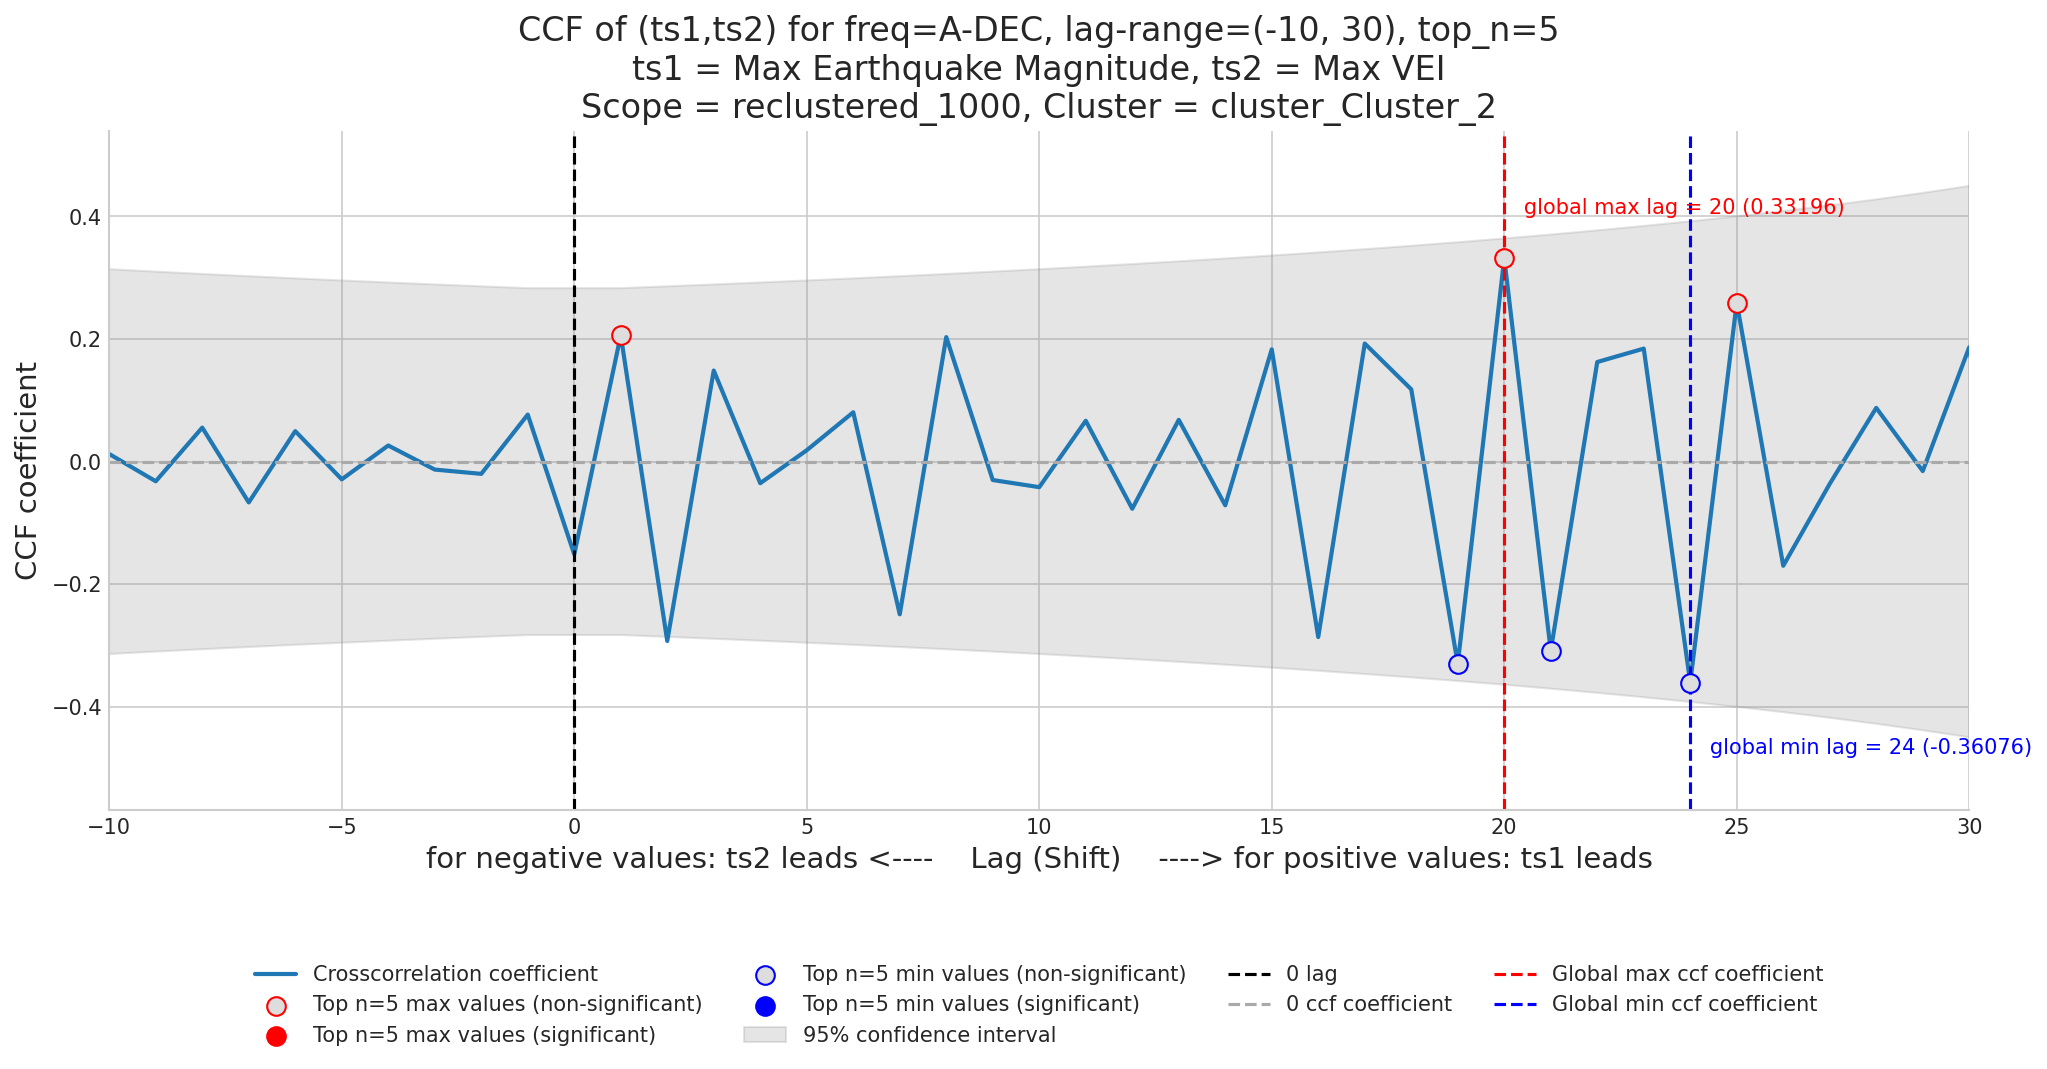 CCF of (ts1,ts2) for freq=A-DEC, lag-range=(-10, 30), top_n=5
ts1 = Max Earthquake Magnitude, ts2 = Max VEI
Scope = reclustered_1000, Cluster = cluster_Cluster_2
CCF coefficient
0.4
0.2
0.0
−0.2
−0.4
global max lag = 20 (0.33196)
global min lag = 24 (-0.36076)
−10
−5
0
5
10
15
20
25
30
for negative values: ts2 leads <---- Lag (Shift) ----> for positive values: ts1 leads
Crosscorrelation coefficient
Top n=5 max values (non-significant)
Top n=5 max values (significant)
Top n=5 min values (non-significant)
Top n=5 min values (significant)
95% confidence interval
0 lag
0 ccf coefficient
Global max ccf coefficient
Global min ccf coefficient